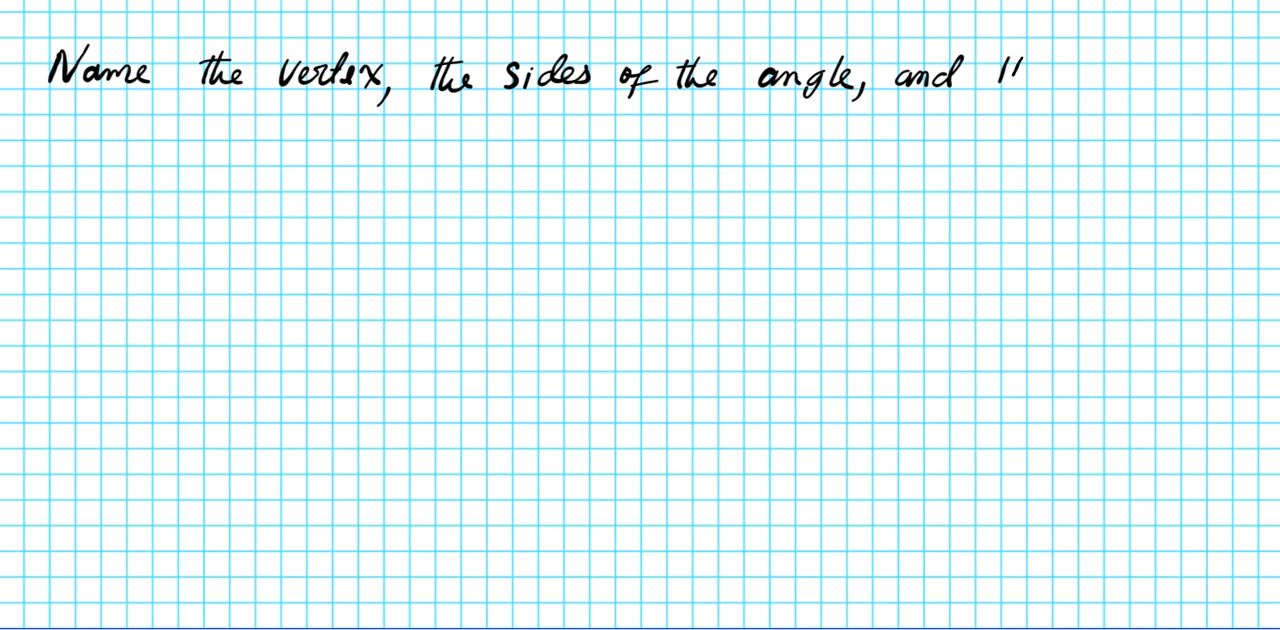 Name the vertex, the sides of the angle, and